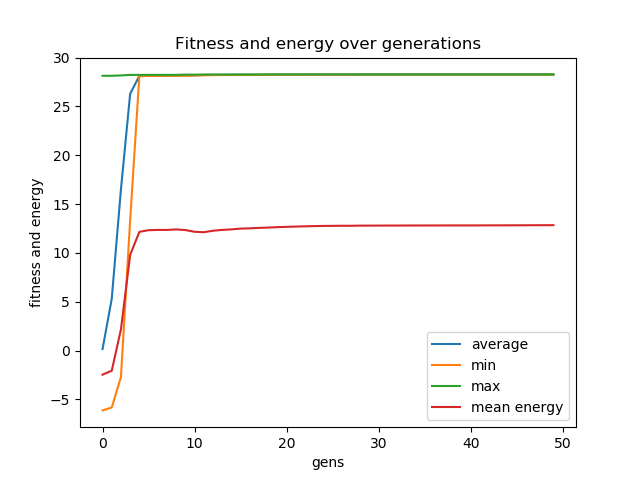 Fitness and energy over generations
fitness and energy
30
25
20
15
10
5
0
−5
0 10 20 30 40 50
gens
average
min
max
mean energy